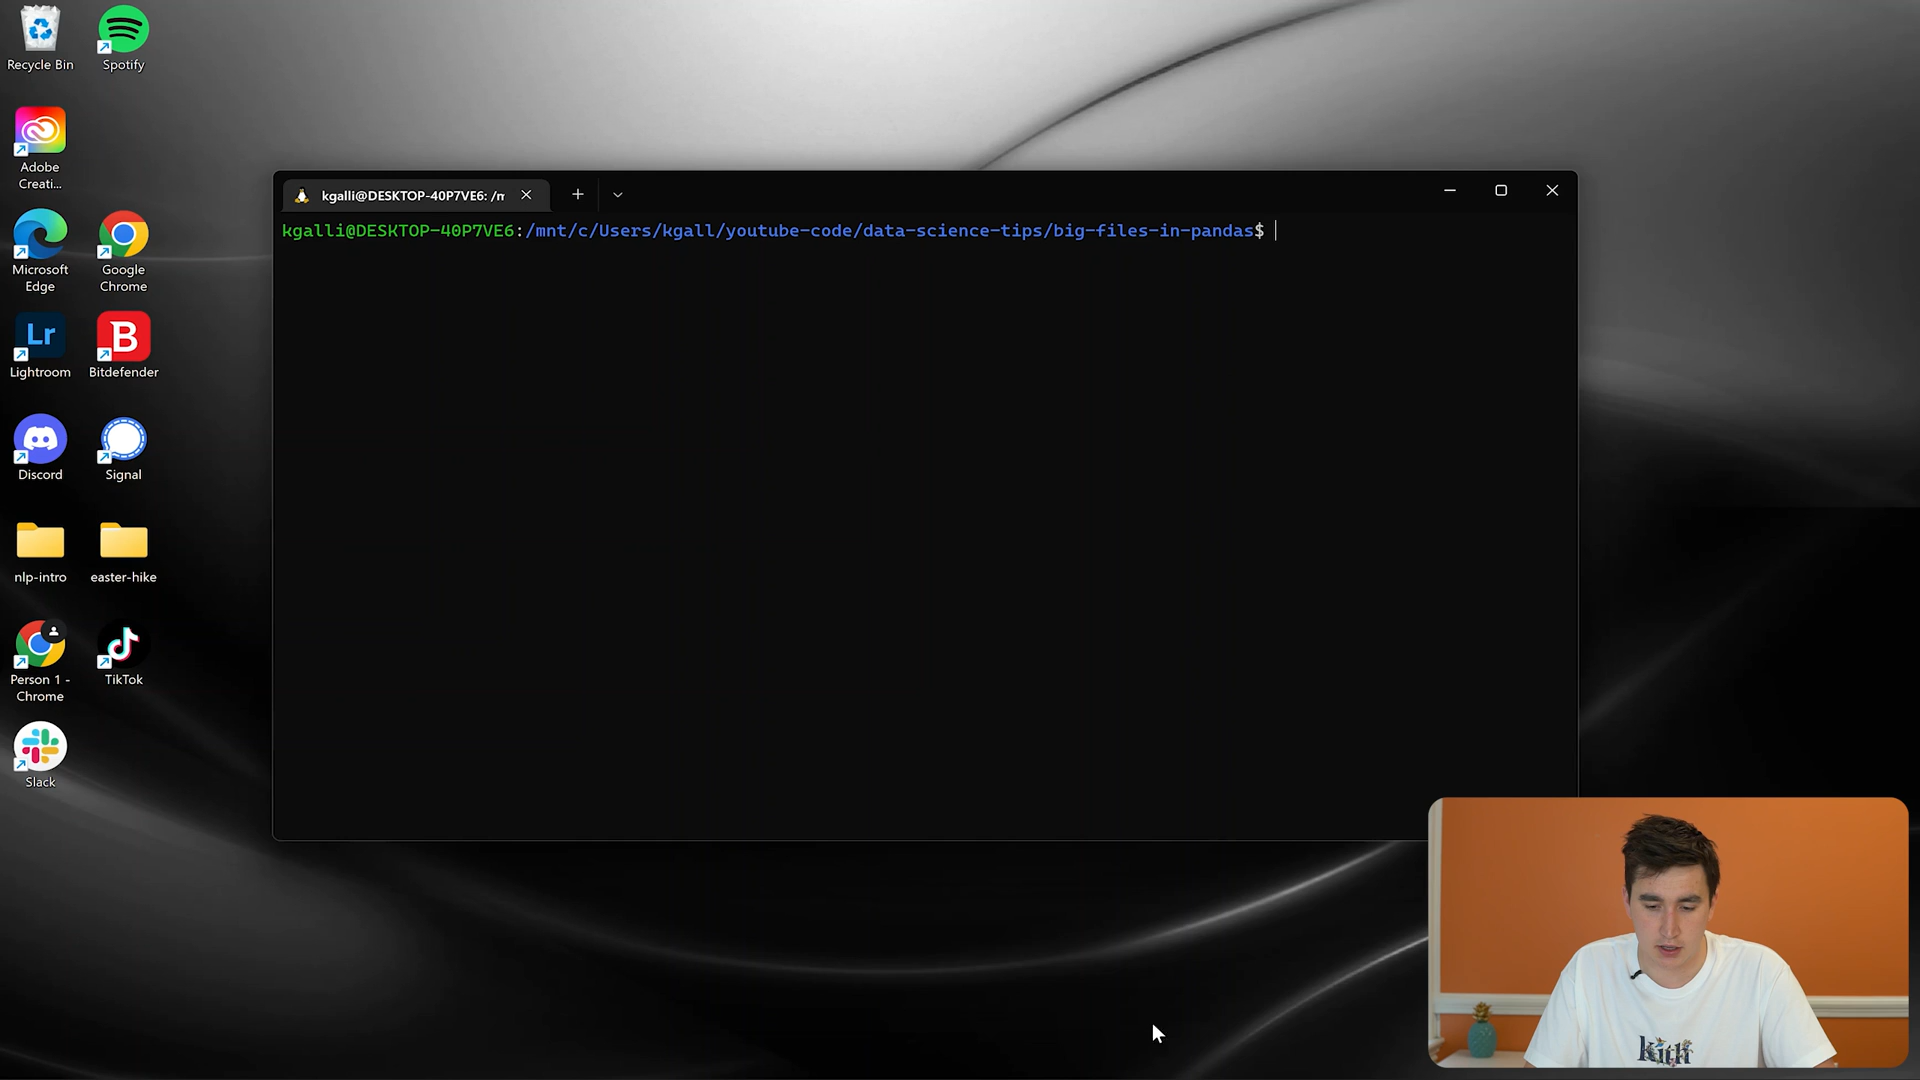 Recycle Bin
Spotify
Adobe
Creati...
Microsoft
Edge
Google
Chrome
Lr
Lightroom
B
Bitdefender
Discord
Signal
nlp-intro
easter-hike
Person 1 -
Chrome
TikTok
Slack
kgalli@DESKTOP-40P7VE6: /m
kgalli@DESKTOP-40P7VE6:/mnt/c/Users/kgall/youtube-code/data-science-tips/big-files-in-pandas$
kith